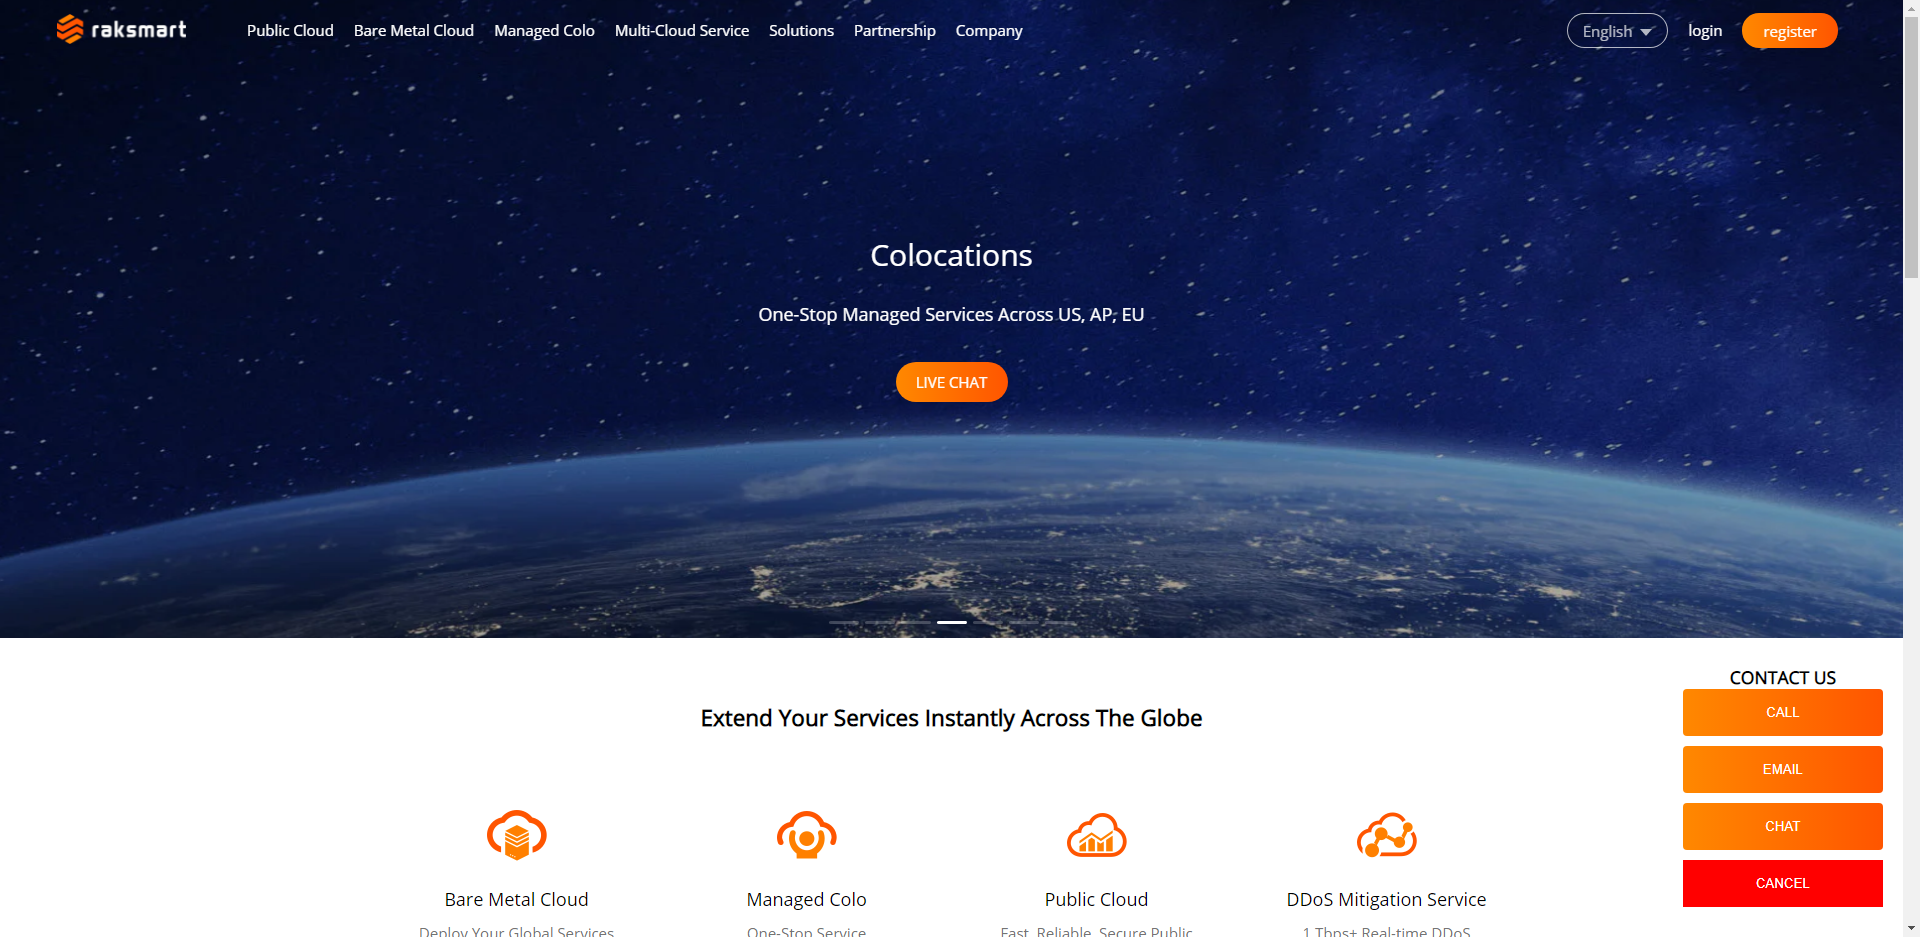 raksmart
Public Cloud
Bare Metal Cloud
Managed Colo
Multi-Cloud Service
Solutions
Partnership
Company
English
login
register
Colocations
One-Stop Managed Services Across US, AP, EU
LIVE CHAT
CONTACT US
CALL
EMAIL
CHAT
CANCEL
Extend Your Services Instantly Across The Globe
Bare Metal Cloud
Deploy Your Global Services
Managed Colo
One-Stop Service
Public Cloud
Fast, Reliable, Secure Public
DDoS Mitigation Service
1 Tbps+ Real-time DDoS